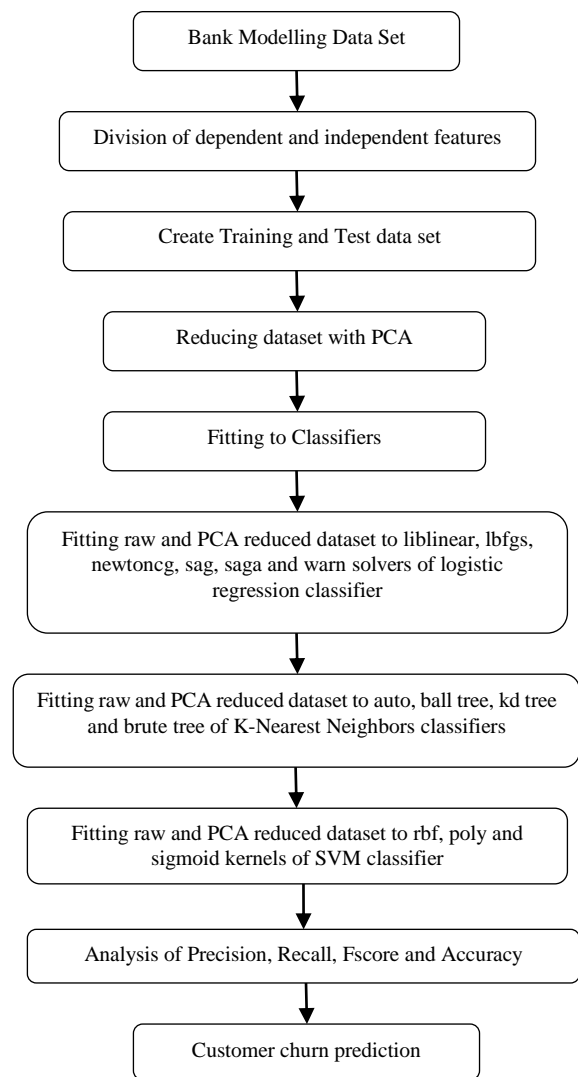 Bank Modelling Data Set
Division of dependent and independent features
Create Training and Test data set
Reducing dataset with PCA
Fitting to Classifiers
Fitting raw and PCA reduced dataset to liblinear, lbfgs,
newtoncg, sag, saga and warn solvers of logistic
regression classifier
Fitting raw and PCA reduced dataset to auto, ball tree, kd tree
and brute tree of K-Nearest Neighbors classifiers
Fitting raw and PCA reduced dataset to rbf, poly and
sigmoid kernels of SVM classifier
Analysis of Precision, Recall, Fscore and Accuracy
Customer churn prediction